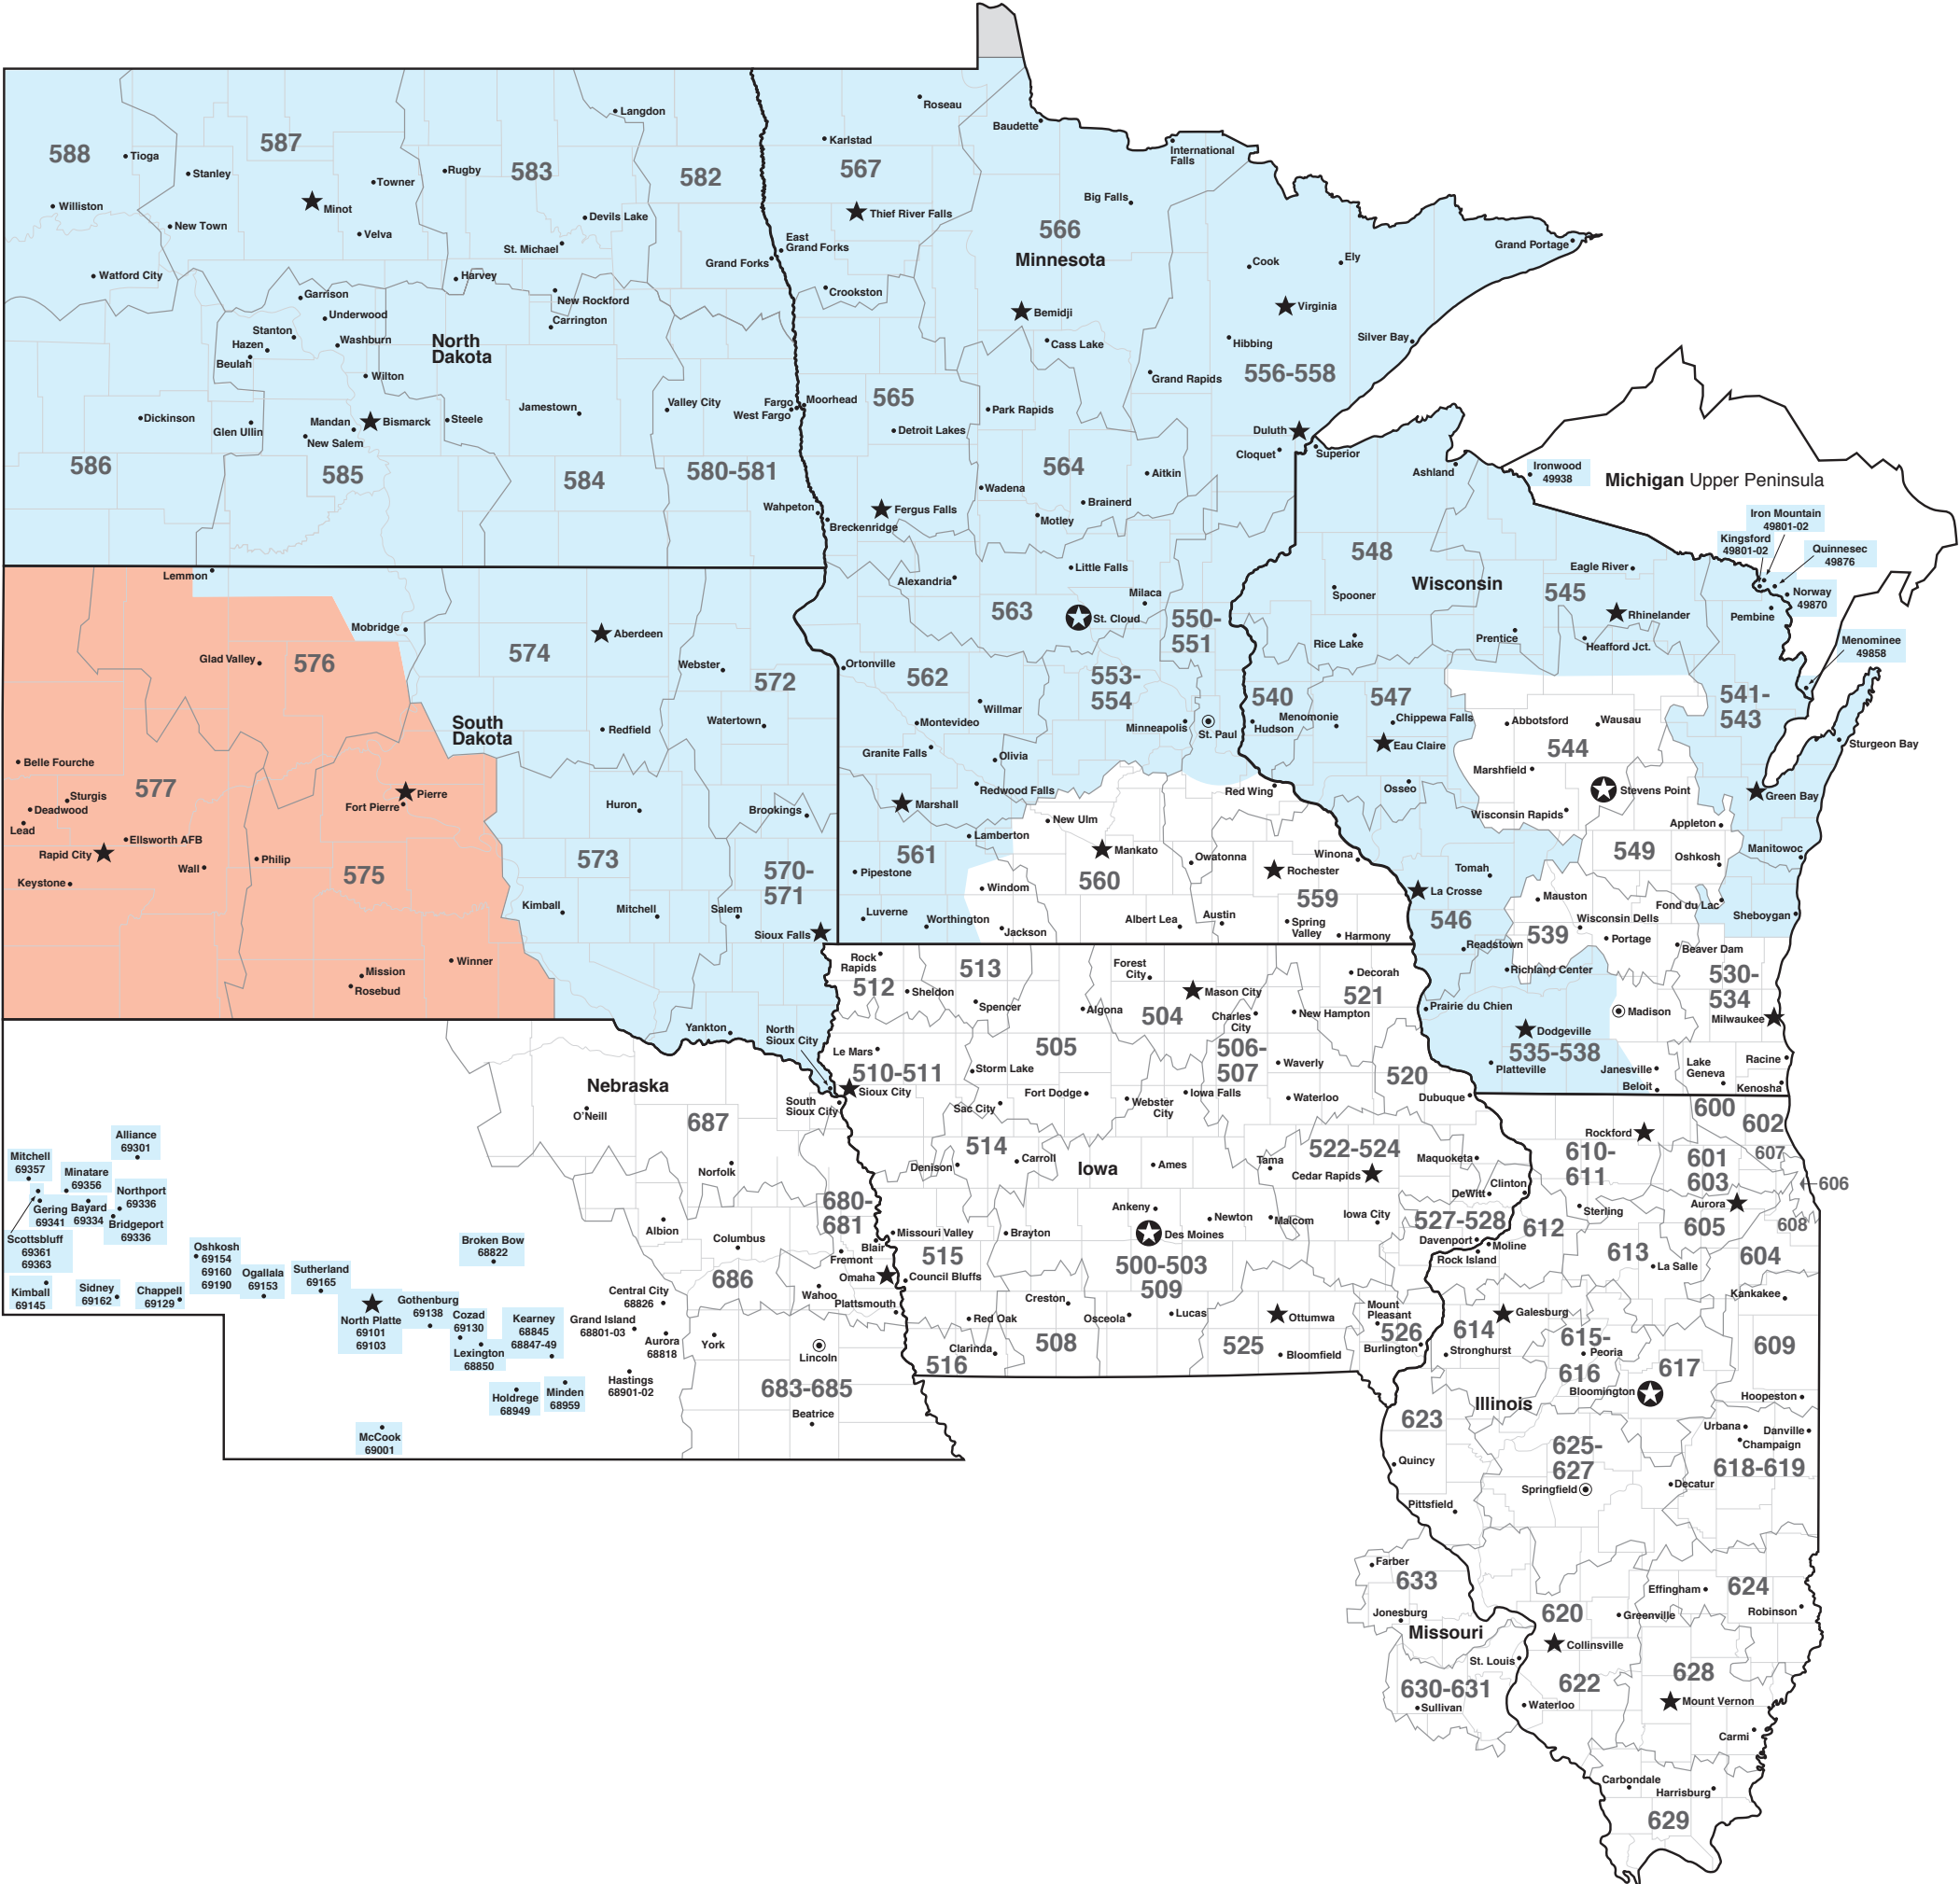 Langdon
Roseau
Baudette
Karlstad
588
587
Tioga
Stanley
Rugby
583
582
567
International
Falls
Towner
Williston
Minot
Devils Lake
Thief River Falls
Big Falls
New Town
Velva
St. Michael
566
Minnesota
East
Grand Forks
Grand Forks
Grand Portage
Cook
Ely
Watford City
Harvey
Garrison
New Rockford
Crookston
Underwood
Carrington
Bemidji
Virginia
Stanton
Hazen
Beulah
Washburn
North
Dakota
Cass Lake
Hibbing
Silver Bay
Wilton
Grand Rapids
556-558
565
Dickinson
Glen Ullin
Mandan
Bismarck
New Salem
Steele
Jamestown
Valley City
Fargo
West Fargo
Moorhead
Park Rapids
Detroit Lakes
Duluth
Superior
Cloquet
586
585
584
580-581
564
Aitkin
Ashland
Ironwood
49938
Michigan Upper Peninsula
Wadena
Brainerd
Fergus Falls
Motley
Wahpeton
Breckenridge
Iron Mountain
49801-02
Kingsford
49801-02
Quinnesec
49876
Norway
49870
Pembine
Menominee
49858
548
Wisconsin
Eagle River
545
Rhinelander
Spooner
Rice Lake
Prentice
Heafford Jct.
Lemmon
Alexandria
Little Falls
Milaca
563
St. Cloud
550-
551
Mobridge
Aberdeen
Glad Valley
576
574
Webster
572
Ortonville
562
553-
554
540
547
541-
543
Willmar
Montevideo
Minneapolis
St. Paul
Hudson
Menomonie
Chippewa Falls
Eau Claire
Abbotsford
Wausau
544
Sturgeon Bay
South
Dakota
Redfield
Watertown
Granite Falls
Olivia
Marshfield
Stevens Point
Belle Fourche
577
Sturgis
Deadwood
Lead
Pierre
Fort Pierre
Huron
Brookings
Redwood Falls
Marshall
Red Wing
Osseo
Green Bay
Wisconsin Rapids
Appleton
New Ulm
Lamberton
Ellsworth AFB
Rapid City
Wall
Keystone
Philip
575
573
570-
571
561
Pipestone
Mankato
Owatonna
Winona
Rochester
560
559
549
Oshkosh
Manitowoc
Tomah
La Crosse
Windom
Mauston
Fond du Lac
Kimball
Mitchell
Salem
Sioux Falls
Luverne
Worthington
Jackson
Albert Lea
Austin
Spring
Valley
Harmony
546
Wisconsin Dells
539
Portage
Sheboygan
Beaver Dam
Readstown
Richland Center
530-
534
Milwaukee
Winner
Mission
Rosebud
Rock
Rapids
512
513
Sheldon
Spencer
Forest
City
Mason City
Algona
504
Charles
City
Decorah
521
New Hampton
Prairie du Chien
Madison
Dodgeville
535-538
Platteville
Janesville
Beloit
Lake
Geneva
Racine
Kenosha
Yankton
North
Sioux City
Le Mars
510-511
Sioux City
South
Sioux City
505
Storm Lake
506-
507
Waverly
Fort Dodge
Webster
City
Iowa Falls
Waterloo
520
Dubuque
Sac City
Nebraska
O'Neill
687
600
602
Rockford
610-
611
601
603
607
606
514
Denison
Carroll
Iowa
Ames
522-524
Tama
Cedar Rapids
Maquoketa
Clinton
DeWitt
Aurora
605
608
Alliance
69301
Mitchell
69357
Minatare
69356
Northport
69336
Gering
69341
Bayard
69334
Bridgeport
69336
Scottsbluff
69361
69363
Norfolk
680-
681
Albion
Columbus
Blair
Fremont
Missouri Valley
515
Brayton
Ankeny
Des Moines
Newton
Malcom
Iowa City
527-528
Davenport
Moline
Rock Island
Sterling
612
613
La Salle
604
500-503
509
Broken Bow
68822
Oshkosh
69154
69160
69190
Ogallala
69153
Sutherland
69165
Kimball
69145
Sidney
69162
Chappell
69129
686
Omaha
Council Bluffs
Wahoo
Plattsmouth
Central City
68826
Grand Island
68801-03
Aurora
68818
York
Hastings
68901-02
North Platte
69101
69103
Gothenburg
69138
Cozad
69130
Lexington
68850
Kearney
68845
68847-49
Holdrege
68949
Minden
68959
McCook
69001
Lincoln
683-685
Beatrice
Red Oak
Clarinda
516
508
Creston
Osceola
Lucas
Ottumwa
525
Bloomfield
Mount
Pleasant
526
Burlington
Galesburg
614
Stronghurst
615-
Peoria
616
Bloomington
617
Kankakee
609
Hoopeston
Illinois
623
Quincy
Pittsfield
625-
627
Springfield
Urbana
Danville
Champaign
618-619
Decatur
Farber
633
Jonesburg
Missouri
St. Louis
630-631
Sullivan
620
Collinsville
622
Waterloo
Effingham
624
Greenville
Robinson
628
Mount Vernon
Carmi
Carbondale
Harrisburg
629